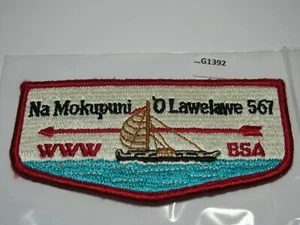 ...G1392
Na Mokupuni O Lawelawe 567
WWW BSA